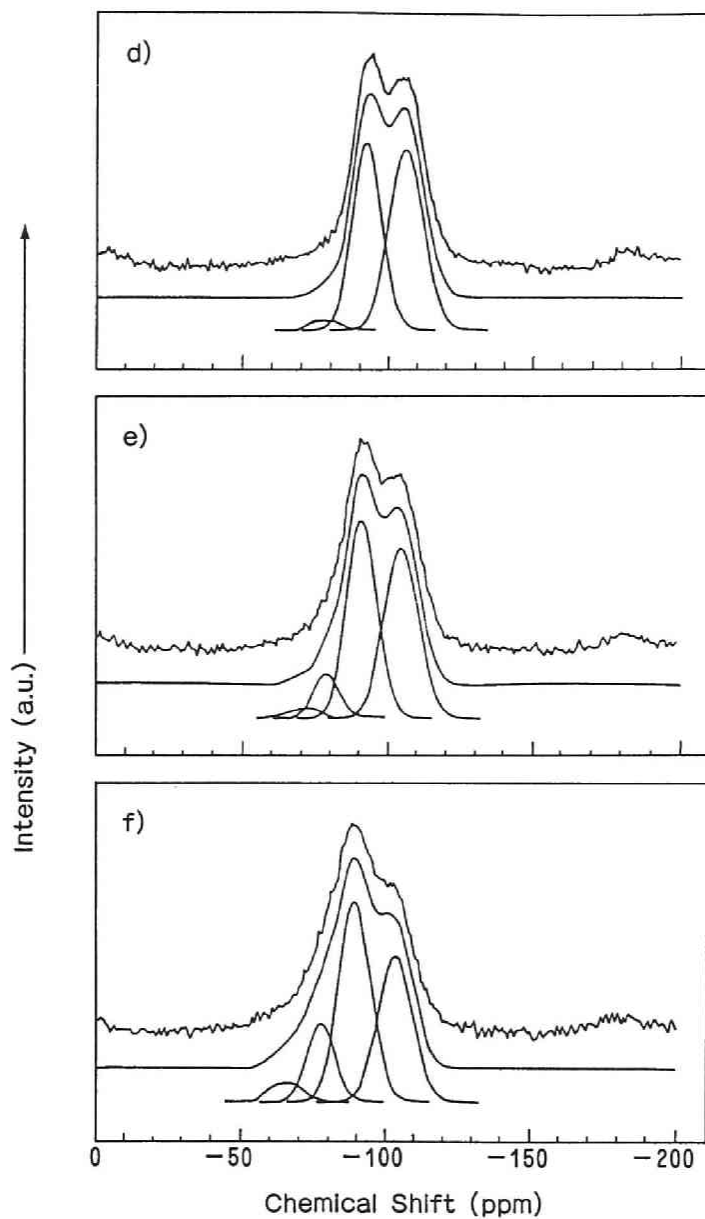 d)
e)
f)
Intensity (a.u.)
0 −50 −100 −150 −200
Chemical Shift (ppm)